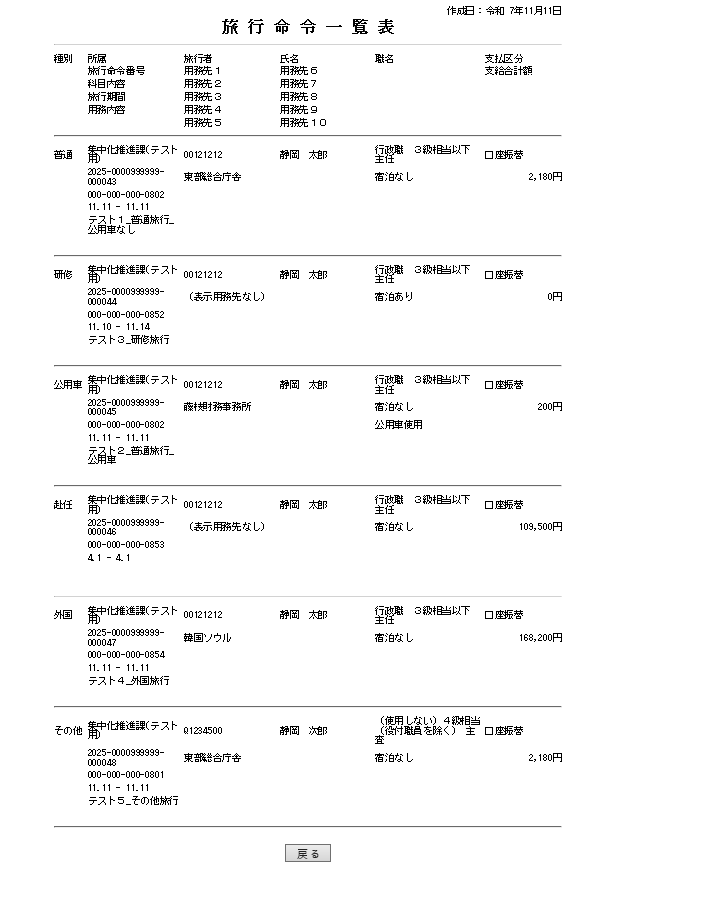 作成日：令和 7年11月11日
旅行命令一覧表
種別 所属 旅行者 氏名 職名 支払区分
旅行命令番号 用務先１ 用務先６ 支給合計額
科目内容 用務先２ 用務先７
旅行期間 用務先３ 用務先８
用務内容 用務先４ 用務先９
用務先５ 用務先１０
普通 集中化推進課(テスト用) 00121212 静岡　太郎 行政職　３級相当以下　主任 口座振替
2025-0000999999-000043 東部総合庁舎 宿泊なし 2,180円
000-000-000-0802
11.11 - 11.11
テスト１_普通旅行_公用車なし
研修 集中化推進課(テスト用) 00121212 静岡　太郎 行政職　３級相当以下　主任 口座振替
2025-0000999999-000044 （表示用務先なし） 宿泊あり 0円
000-000-000-0852
11.10 - 11.14
テスト３_研修旅行
公用車 集中化推進課(テスト用) 00121212 静岡　太郎 行政職　３級相当以下　主任 口座振替
2025-0000999999-000045 藤枝財務事務所 宿泊なし 200円
000-000-000-0802 公用車使用
11.11 - 11.11
テスト２_普通旅行_公用車
赴任 集中化推進課(テスト用) 00121212 静岡　太郎 行政職　３級相当以下　主任 口座振替
2025-0000999999-000046 （表示用務先なし） 宿泊なし 109,500円
000-000-000-0853
4.1 - 4.1
外国 集中化推進課(テスト用) 00121212 静岡　太郎 行政職　３級相当以下　主任 口座振替
2025-0000999999-000047 韓国ソウル 宿泊なし 168,200円
000-000-000-0854
11.11 - 11.11
テスト４_外国旅行
その他 集中化推進課(テスト用) 01234500 静岡　次郎 （使用しない）４級相当（役付職員を除く）　主査 口座振替
2025-0000999999-000048 東部総合庁舎 宿泊なし 2,180円
000-000-000-0801
11.11 - 11.11
テスト５_その他旅行
戻る